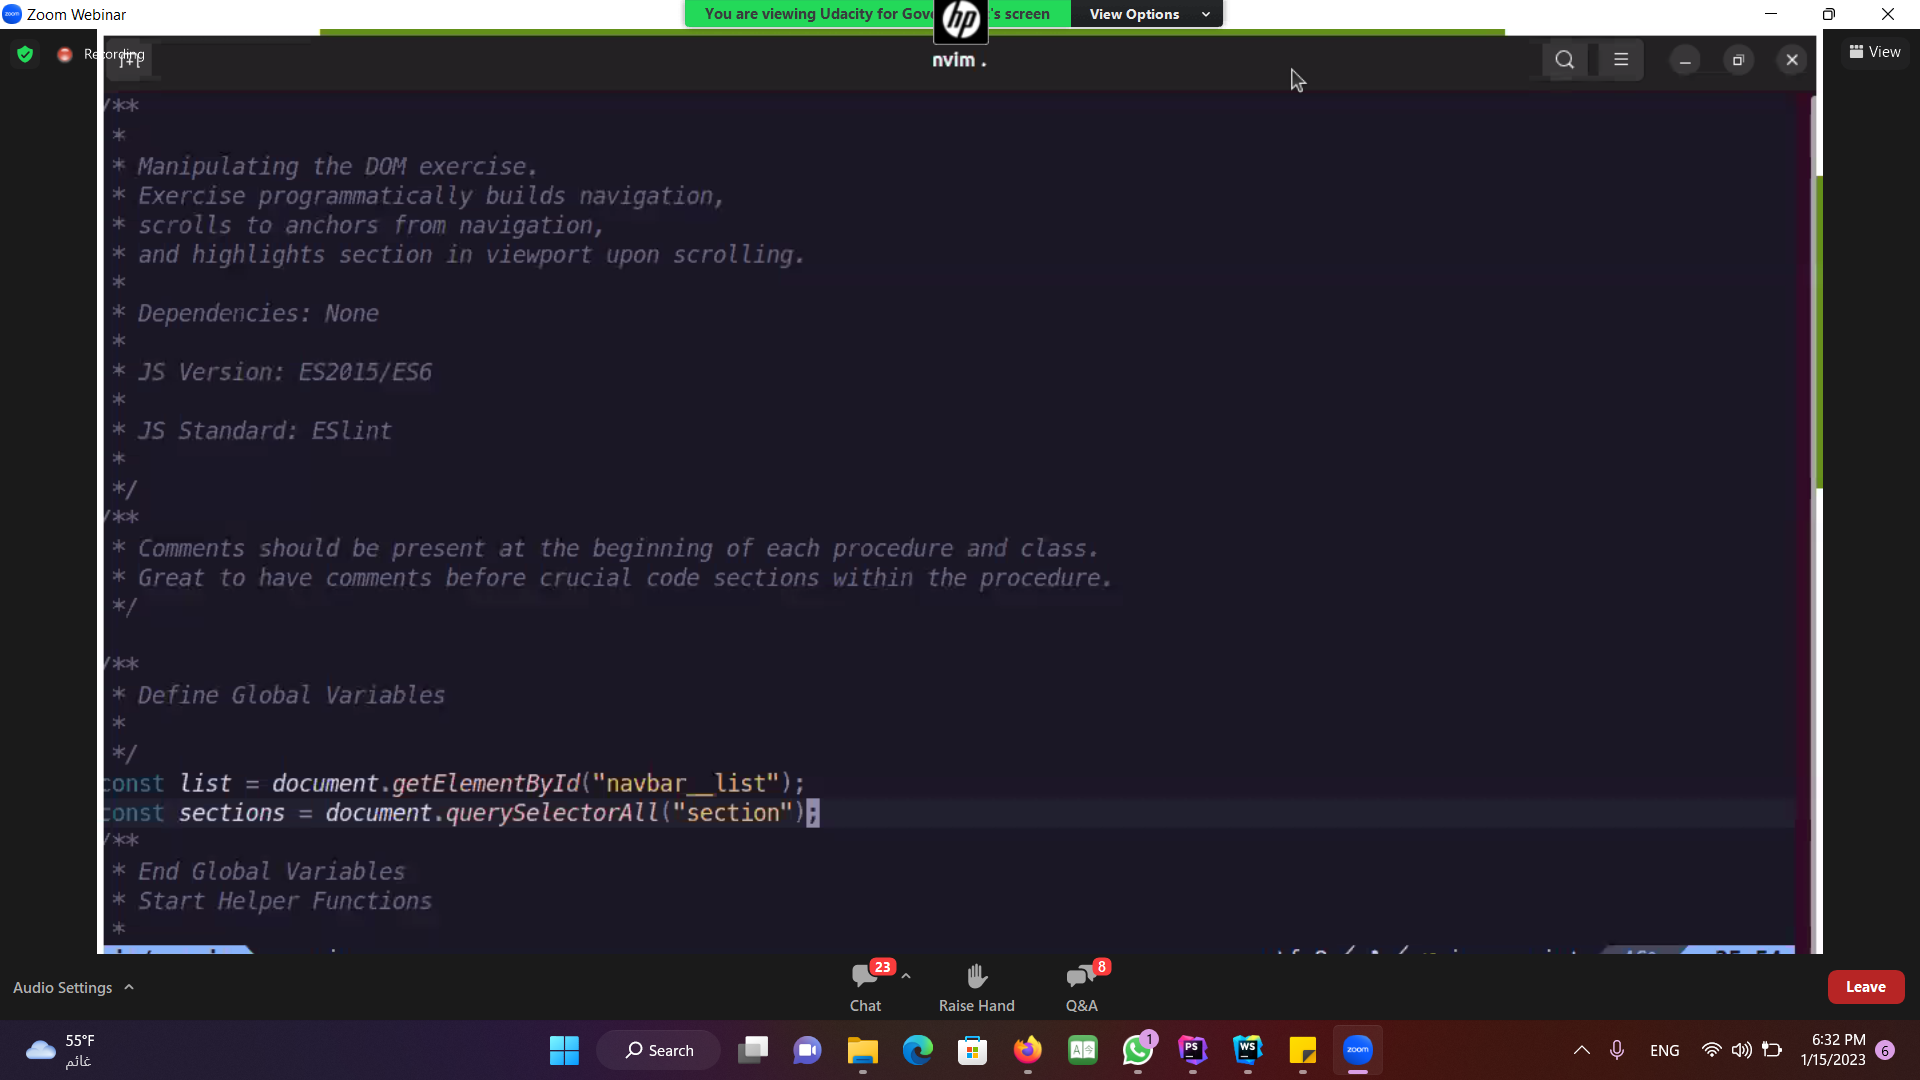 Zoom Webinar
You are viewing Udacity for Gov
's screen
View Options
Recording
nvim .
View
/**
*
* Manipulating the DOM exercise.
* Exercise programmatically builds navigation,
* scrolls to anchors from navigation,
* and highlights section in viewport upon scrolling.
*
* Dependencies: None
*
* JS Version: ES2015/ES6
*
* JS Standard: ESlint
*
*/
/**
* Comments should be present at the beginning of each procedure and class.
* Great to have comments before crucial code sections within the procedure.
*/
/**
* Define Global Variables
*
*/
const list = document.getElementById("navbar__list");
const sections = document.querySelectorAll("section");
/**
* End Global Variables
* Start Helper Functions
*
Audio Settings
23
Chat
Raise Hand
8
Q&A
Leave
55°F
غائم
Search
1
PS
WS
zoom
ENG
6:32 PM
1/15/2023
6